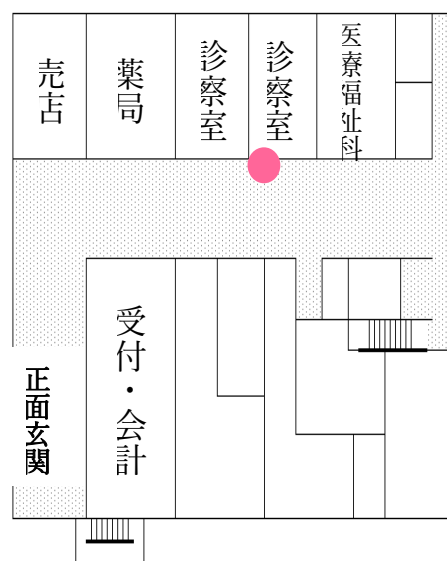 売店
薬局
診察室
診察室
医療福祉科
受付・会計
正面玄関